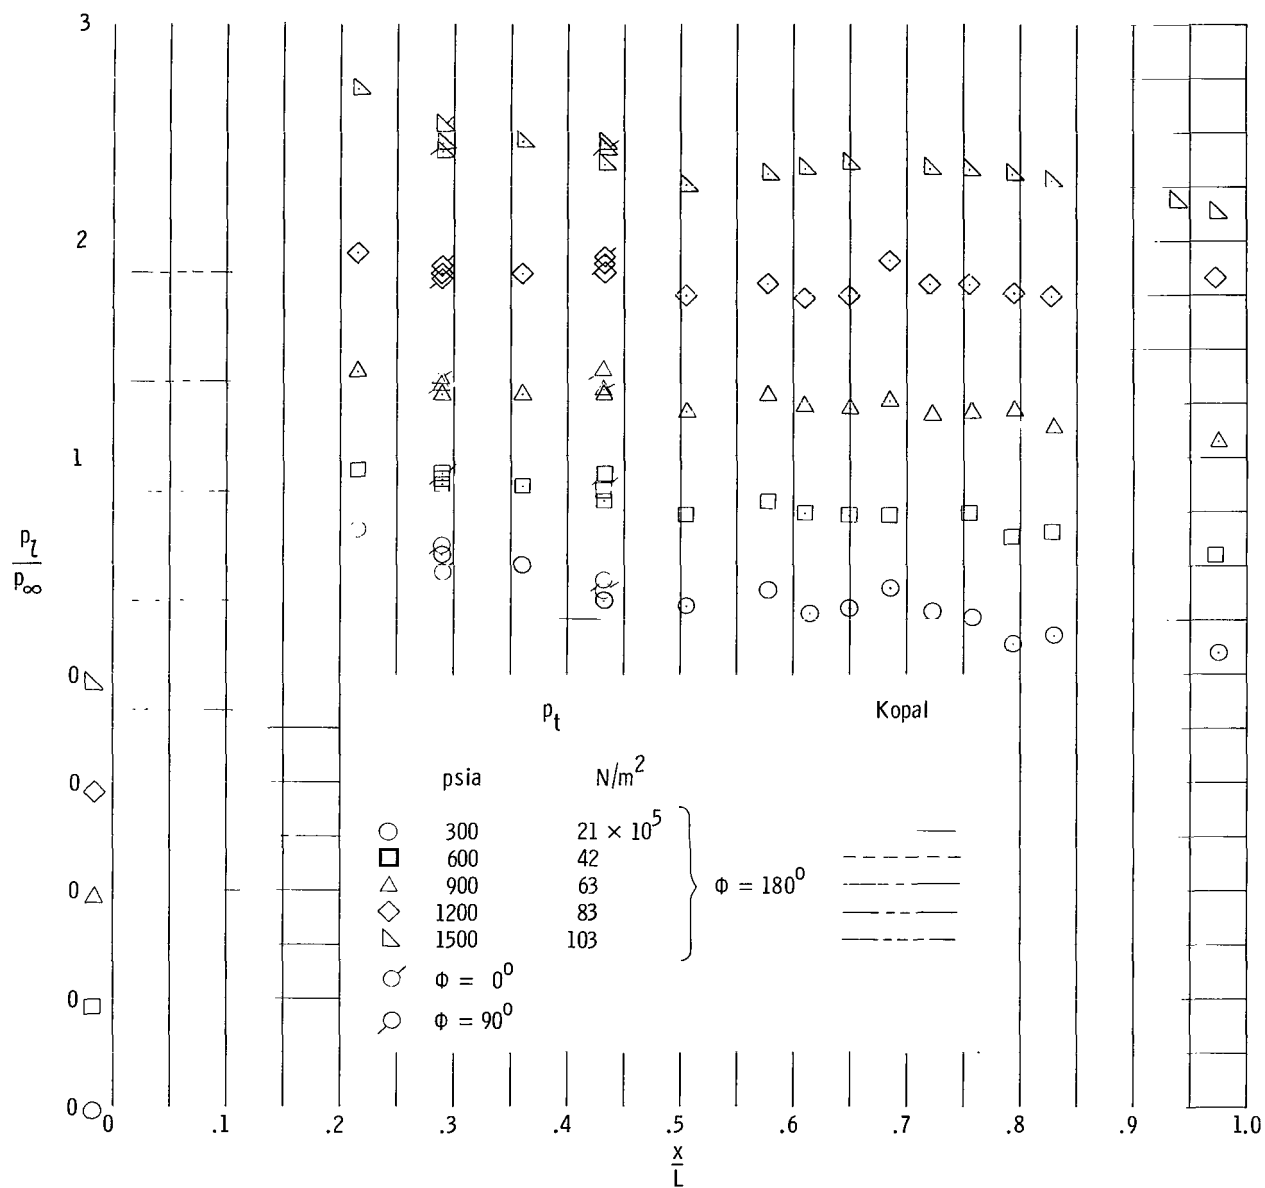 3
2
1
p_l
p_∞
0
0
0
0
0
p_t Kopal
psia N/m^2
300 21 × 10^5
600 42
900 63
1200 83
1500 103
Φ = 180°
Φ = 0°
Φ = 90°
0 .1 .2 .3 .4 .5 .6 .7 .8 .9 1.0
x
L